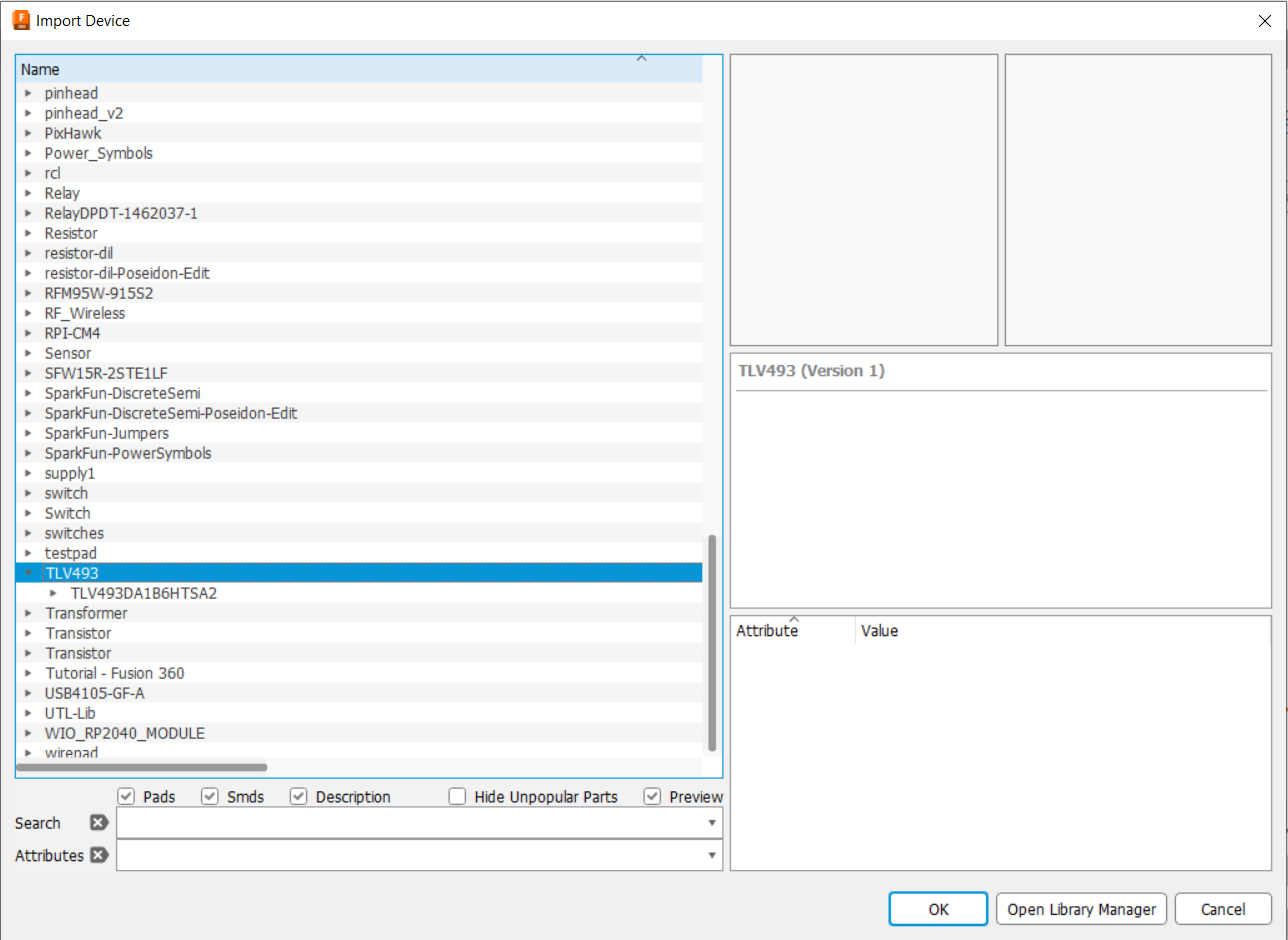 Import Device
Name
pinhead
pinhead_v2
PixHawk
Power_Symbols
rcl
Relay
RelayDPDT-1462037-1
Resistor
resistor-dil
resistor-dil-Poseidon-Edit
RFM95W-915S2
RF_Wireless
RPI-CM4
Sensor
SFW15R-2STE1LF
SparkFun-DiscreteSemi
SparkFun-DiscreteSemi-Poseidon-Edit
SparkFun-Jumpers
SparkFun-PowerSymbols
supply1
switch
Switch
switches
testpad
TLV493
TLV493DA1B6HTSA2
Transformer
Transistor
Transistor
Tutorial - Fusion 360
USB4105-GF-A
UTL-Lib
WIO_RP2040_MODULE
wirepad
Pads Smds Description Hide Unpopular Parts Preview
Search
Attributes
TLV493 (Version 1)
Attribute Value
OK Open Library Manager Cancel